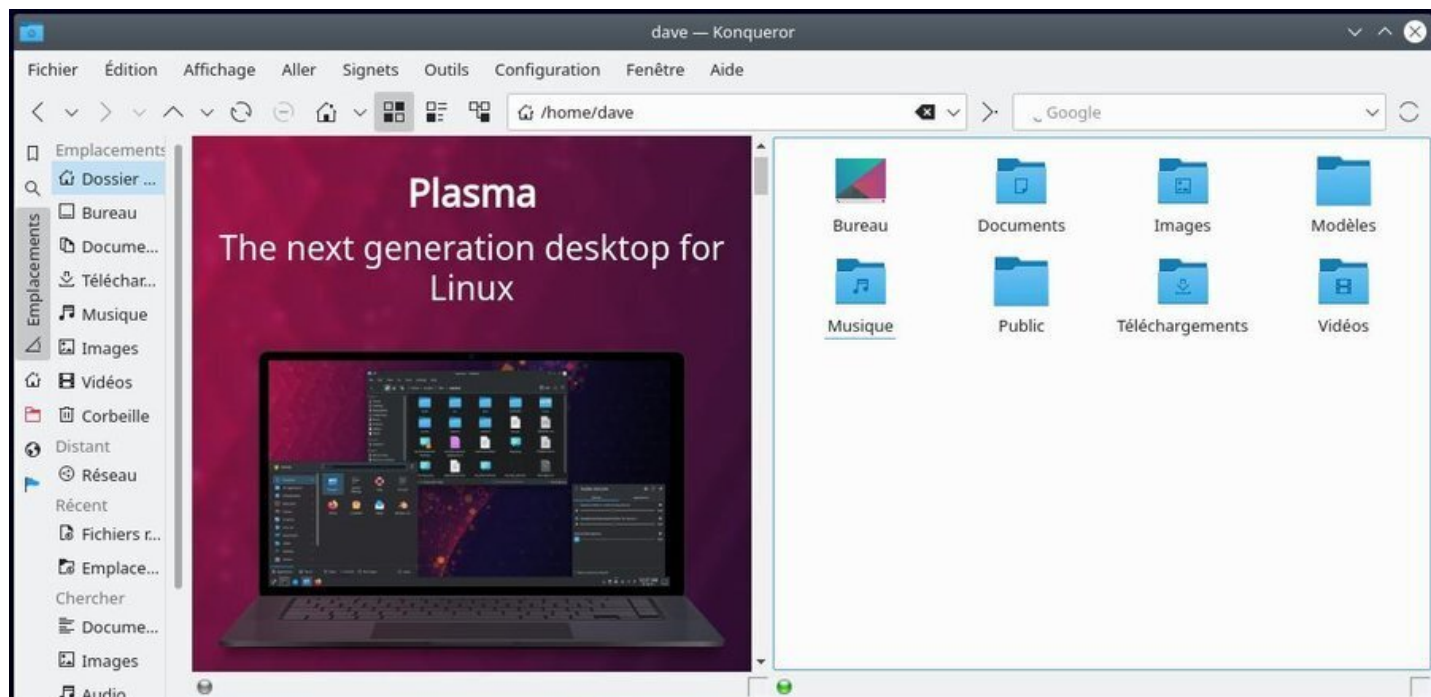 dave — Konqueror
Fichier Édition Affichage Aller Signets Outils Configuration Fenêtre Aide
/home/dave
Google
Emplacements
Emplacements
Dossier ...
Bureau
Docume...
Téléchar...
Musique
Images
Vidéos
Corbeille
Distant
Réseau
Récent
Fichiers r...
Emplace...
Chercher
Docume...
Images
Audio
Plasma
The next generation desktop for
Linux
Bureau Documents Images Modèles
Musique Public Téléchargements Vidéos